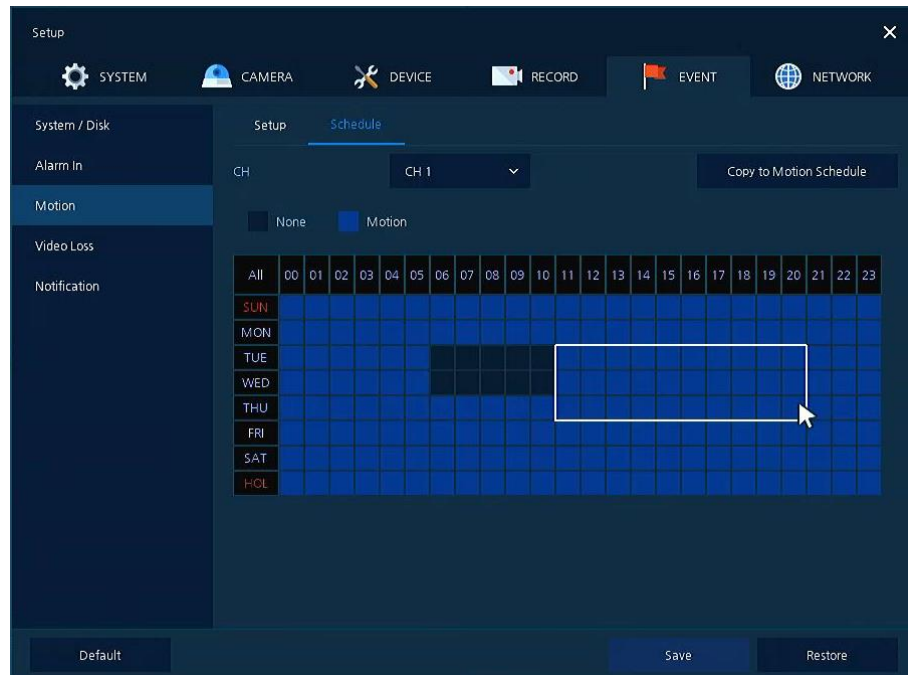 Setup
SYSTEM CAMERA DEVICE RECORD EVENT NETWORK
System / Disk
Alarm In
Motion
Video Loss
Notification
Setup Schedule
CH CH 1 Copy to Motion Schedule
None Motion
All 00 01 02 03 04 05 06 07 08 09 10 11 12 13 14 15 16 17 18 19 20 21 22 23
SUN
MON
TUE
WED
THU
FRI
SAT
HOL
Default Save Restore